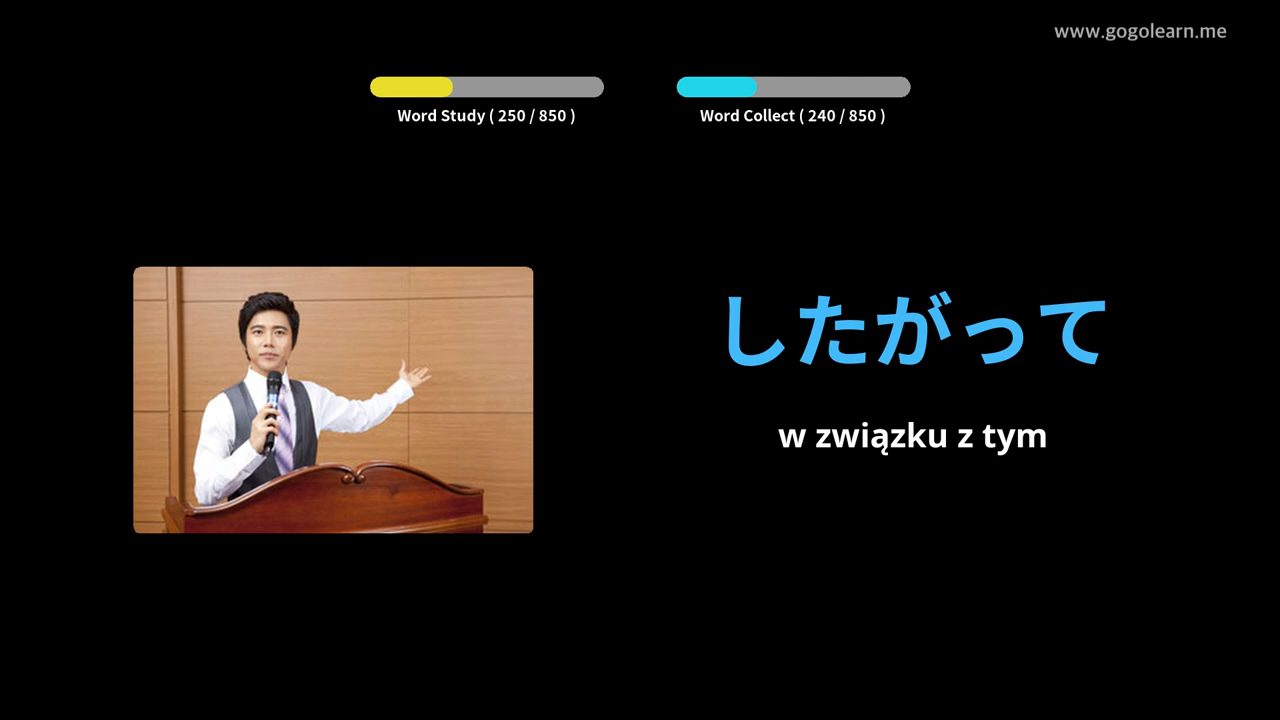 www.gogolearn.me
Word Study ( 250 / 850 )
Word Collect ( 240 / 850 )
したがって
w związku z tym